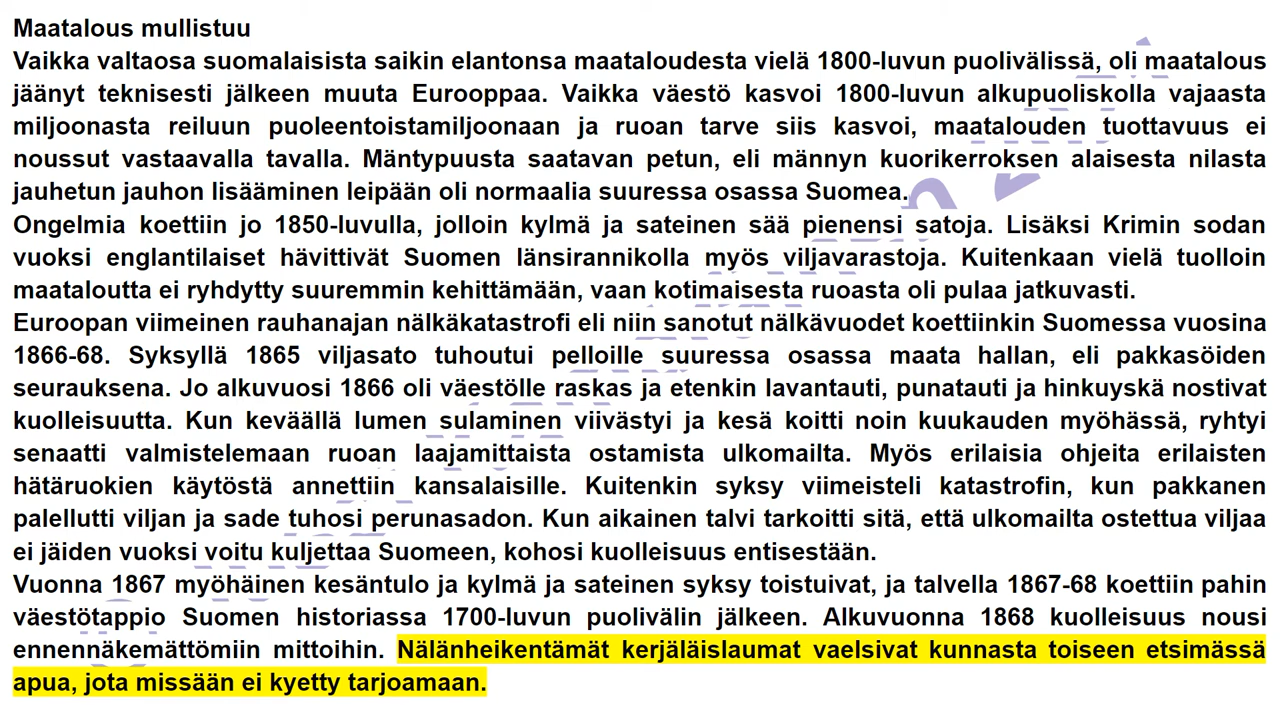 Maatalous mullistuu
Vaikka valtaosa suomalaisista saikin elantonsa maataloudesta vielä 1800-luvun puolivälissä, oli maatalous
jäänyt teknisesti jälkeen muuta Eurooppaa. Vaikka väestö kasvoi 1800-luvun alkupuoliskolla vajaasta
miljoonasta reiluun puoleentoistamiljoonaan ja ruoan tarve siis kasvoi, maatalouden tuottavuus ei
noussut vastaavalla tavalla. Mäntypuusta saatavan petun, eli männyn kuorikerroksen alaisesta nilasta
jauhetun jauhon lisääminen leipään oli normaalia suuressa osassa Suomea.
Ongelmia koettiin jo 1850-luvulla, jolloin kylmä ja sateinen sää pienensi satoja. Lisäksi Krimin sodan
vuoksi englantilaiset hävittivät Suomen länsirannikolla myös viljavarastoja. Kuitenkaan vielä tuolloin
maataloutta ei ryhdytty suuremmin kehittämään, vaan kotimaisesta ruoasta oli pulaa jatkuvasti.
Euroopan viimeinen rauhanajan nälkäkatastrofi eli niin sanotut nälkävuodet koettiinkin Suomessa vuosina
1866-68. Syksyllä 1865 viljasato tuhoutui pelloille suuressa osassa maata hallan, eli pakkasöiden
seurauksena. Jo alkuvuosi 1866 oli väestölle raskas ja etenkin lavantauti, punatauti ja hinkuyskä nostivat
kuolleisuutta. Kun keväällä lumen sulaminen viivästyi ja kesä koitti noin kuukauden myöhässä, ryhtyi
senaatti valmistelemaan ruoan laajamittaista ostamista ulkomailta. Myös erilaisia ohjeita erilaisten
hätäruokien käytöstä annettiin kansalaisille. Kuitenkin syksy viimeisteli katastrofin, kun pakkanen
palellutti viljan ja sade tuhosi perunasadon. Kun aikainen talvi tarkoitti sitä, että ulkomailta ostettua viljaa
ei jäiden vuoksi voitu kuljettaa Suomeen, kohosi kuolleisuus entisestään.
Vuonna 1867 myöhäinen kesäntulo ja kylmä ja sateinen syksy toistuivat, ja talvella 1867-68 koettiin pahin
väestötappio Suomen historiassa 1700-luvun puolivälin jälkeen. Alkuvuonna 1868 kuolleisuus nousi
ennennäkemättömiin mittoihin. Nälänheikentämät kerjäläislaumat vaelsivat kunnasta toiseen etsimässä
apua, jota missään ei kyetty tarjoamaan.